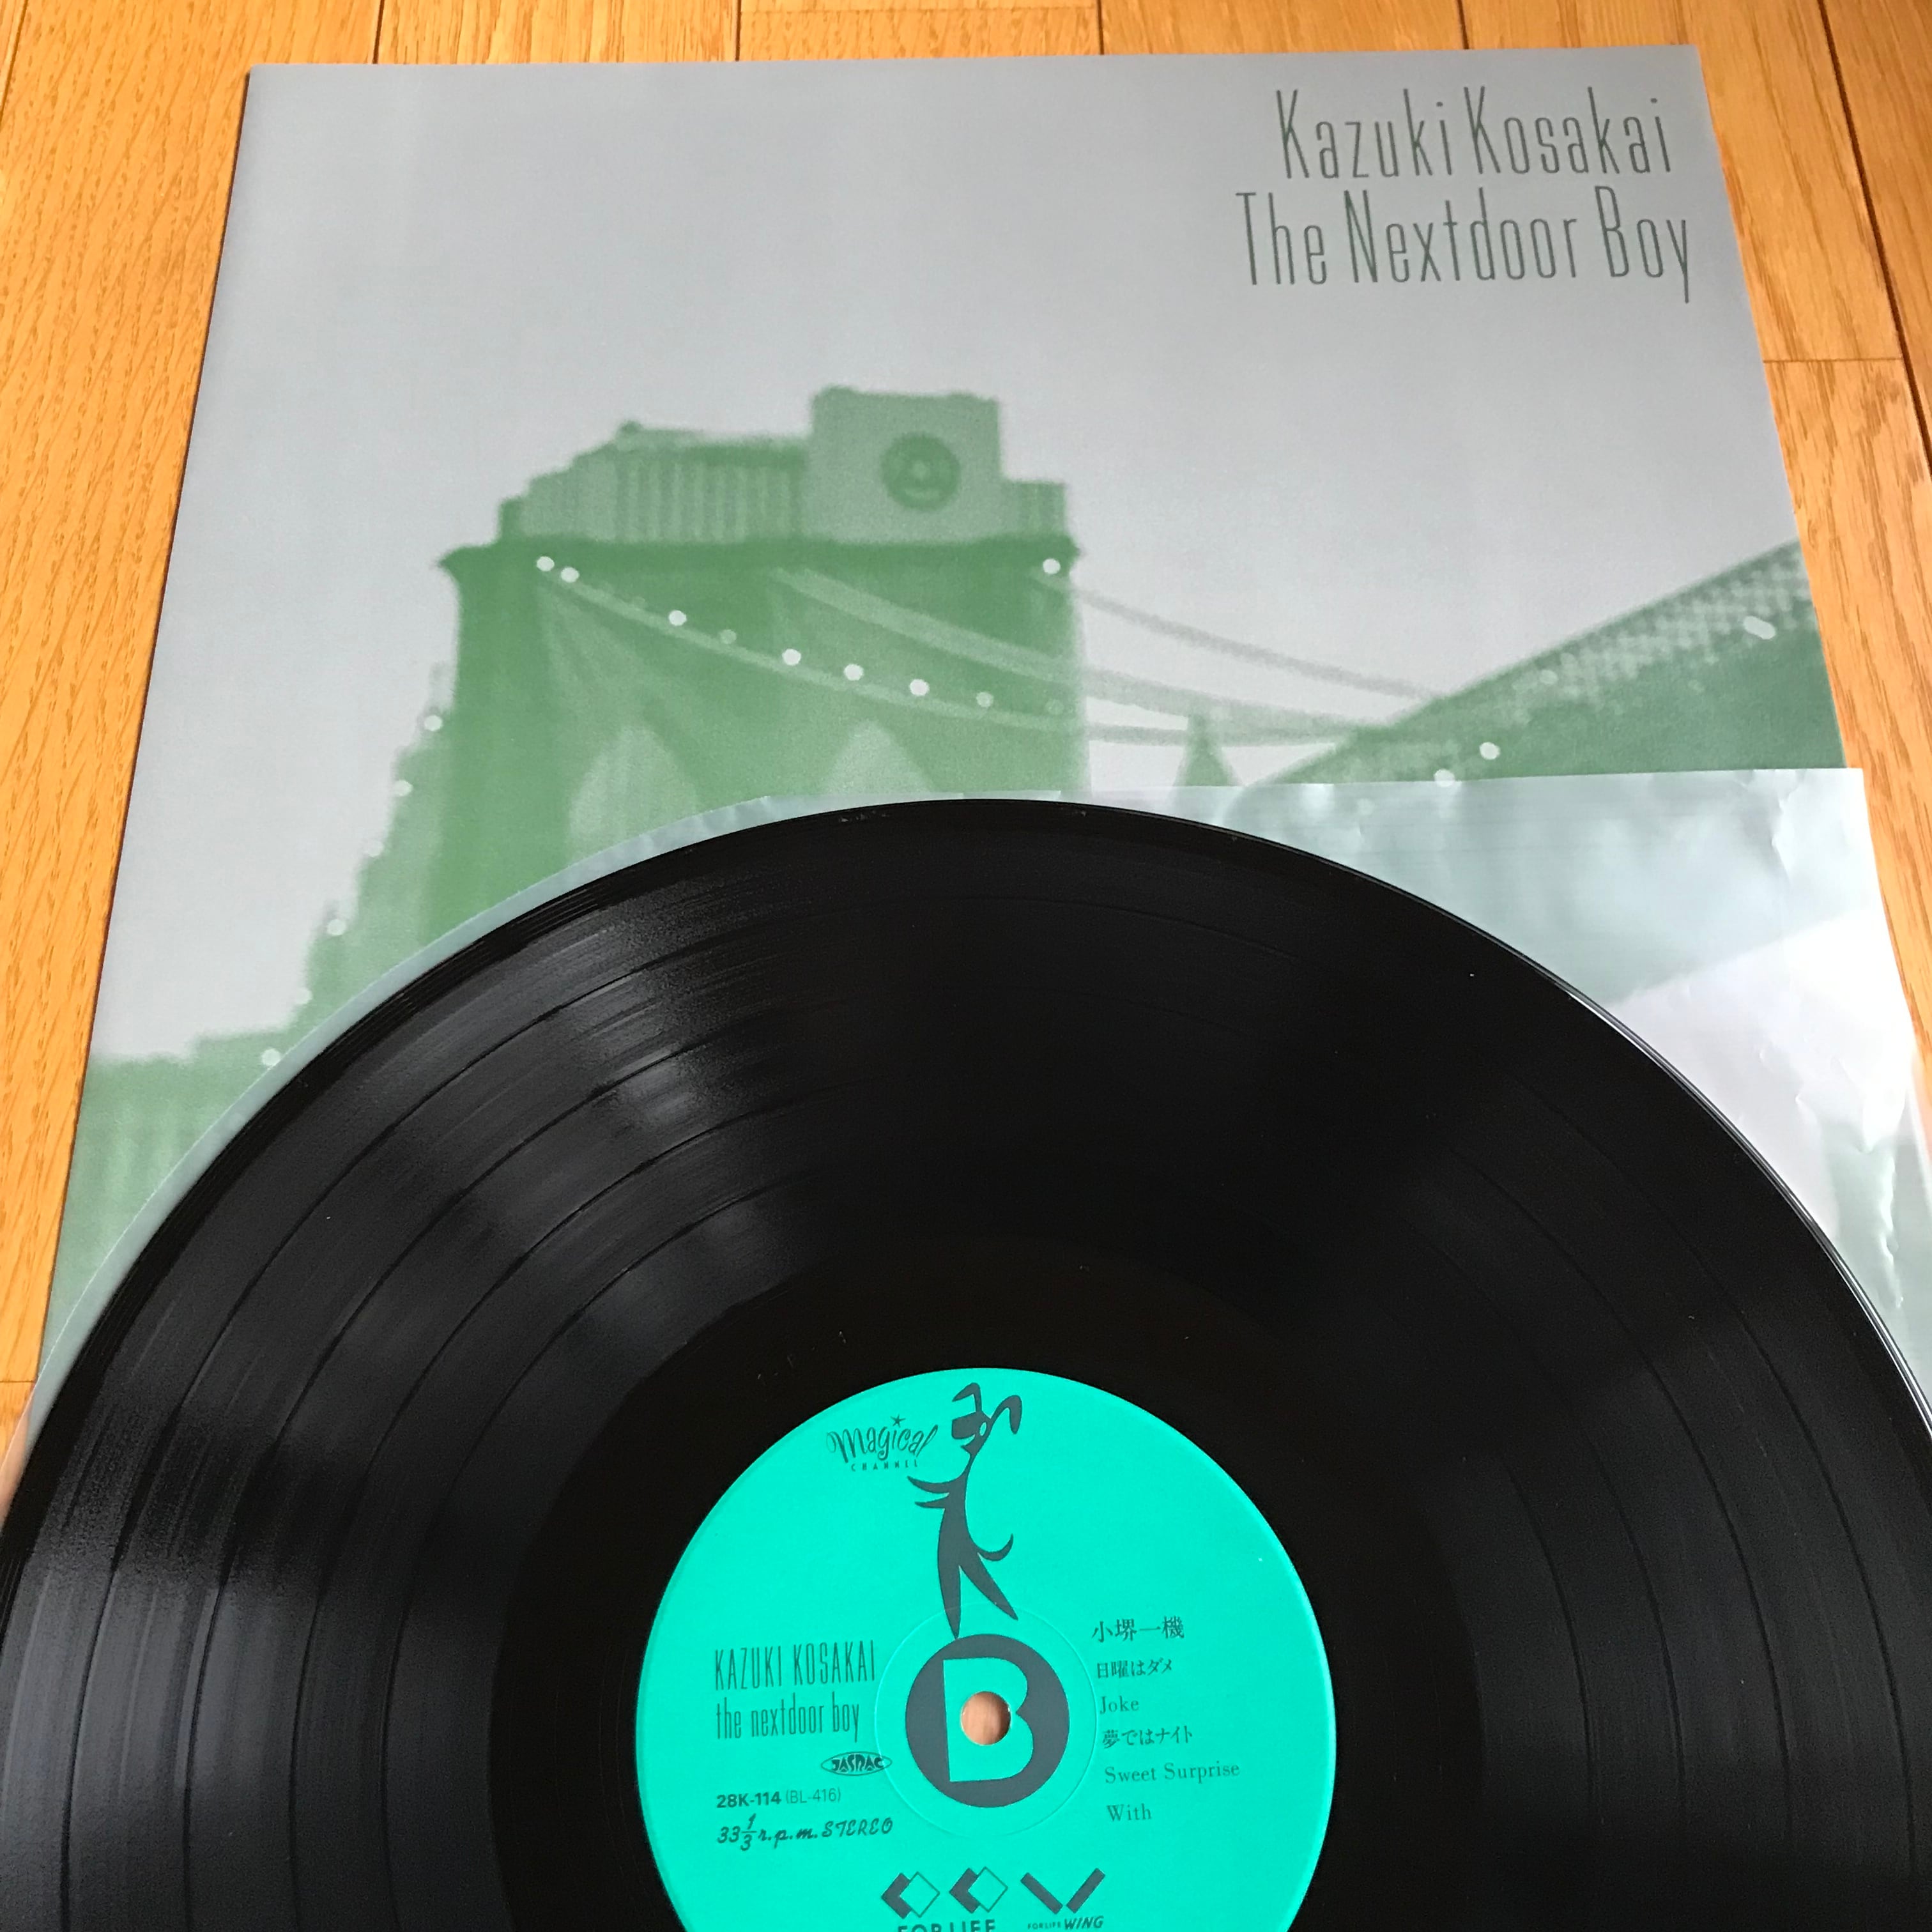 Kazuki Kosakai
The Nextdoor Boy
Magical
CHANNEL
KAZUKI KOSAKAI
the nextdoor boy
JASRAC
28K-114 (BL-416)
33 1/3 r.p.m. STEREO
B
小堺一機
日曜はダメ
Joke
夢ではナイト
Sweet Surprise
With
FOR LIFE
FORLIFE WING